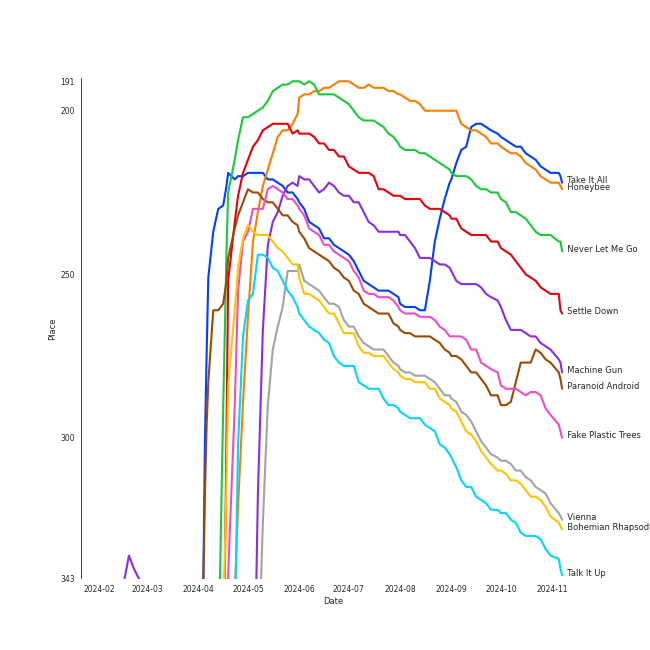 191
200
250
300
343
Place
2024-02
2024-03
2024-04
2024-05
2024-06
2024-07
2024-08
2024-09
2024-10
2024-11
Date
Take It All
Honeybee
Never Let Me Go
Settle Down
Machine Gun
Paranoid Android
Fake Plastic Trees
Vienna
Bohemian Rhapsod
Talk It Up